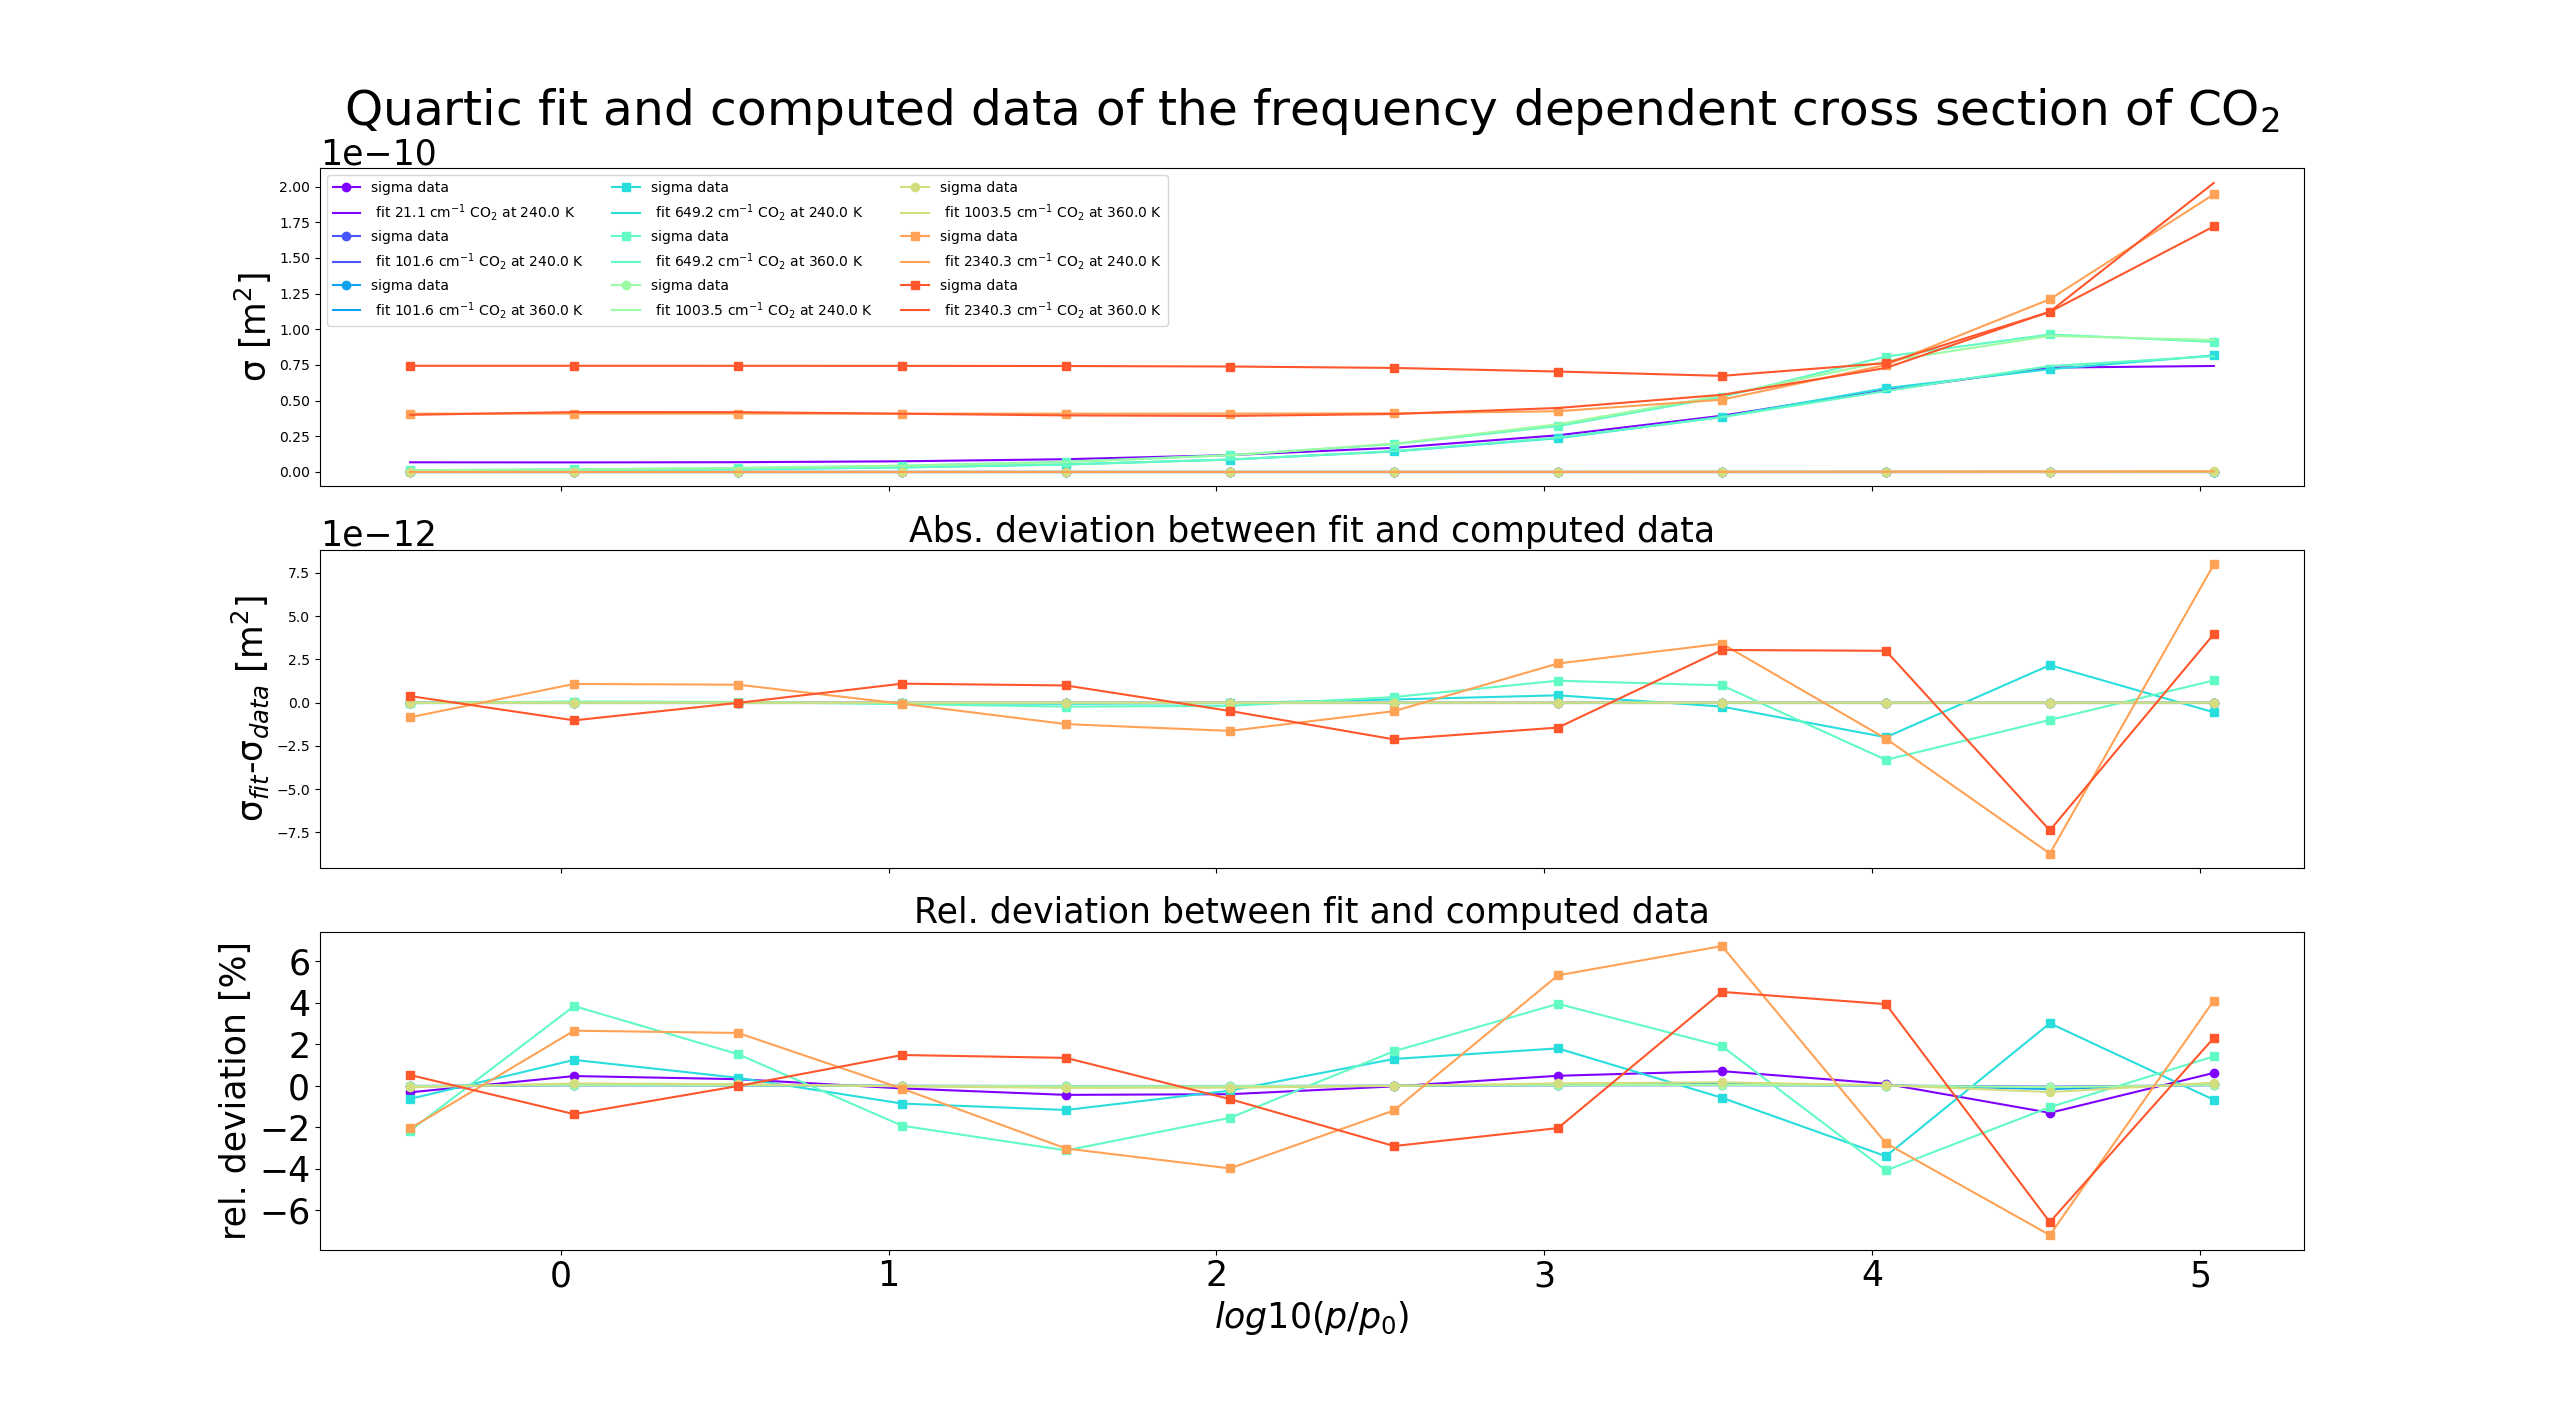 Quartic fit and computed data of the frequency dependent cross section of CO₂
1e−10
σ [m²]
2.00
1.75
1.50
1.25
1.00
0.75
0.50
0.25
0.00
sigma data
fit 21.1 cm⁻¹ CO₂ at 240.0 K
sigma data
fit 101.6 cm⁻¹ CO₂ at 240.0 K
sigma data
fit 101.6 cm⁻¹ CO₂ at 360.0 K
sigma data
fit 649.2 cm⁻¹ CO₂ at 240.0 K
sigma data
fit 649.2 cm⁻¹ CO₂ at 360.0 K
sigma data
fit 1003.5 cm⁻¹ CO₂ at 240.0 K
sigma data
fit 1003.5 cm⁻¹ CO₂ at 360.0 K
sigma data
fit 2340.3 cm⁻¹ CO₂ at 240.0 K
sigma data
fit 2340.3 cm⁻¹ CO₂ at 360.0 K
Abs. deviation between fit and computed data
1e−12
σfit-σdata [m²]
7.5
5.0
2.5
0.0
−2.5
−5.0
−7.5
Rel. deviation between fit and computed data
rel. deviation [%]
6
4
2
0
−2
−4
−6
0 1 2 3 4 5
log10(p/p₀)